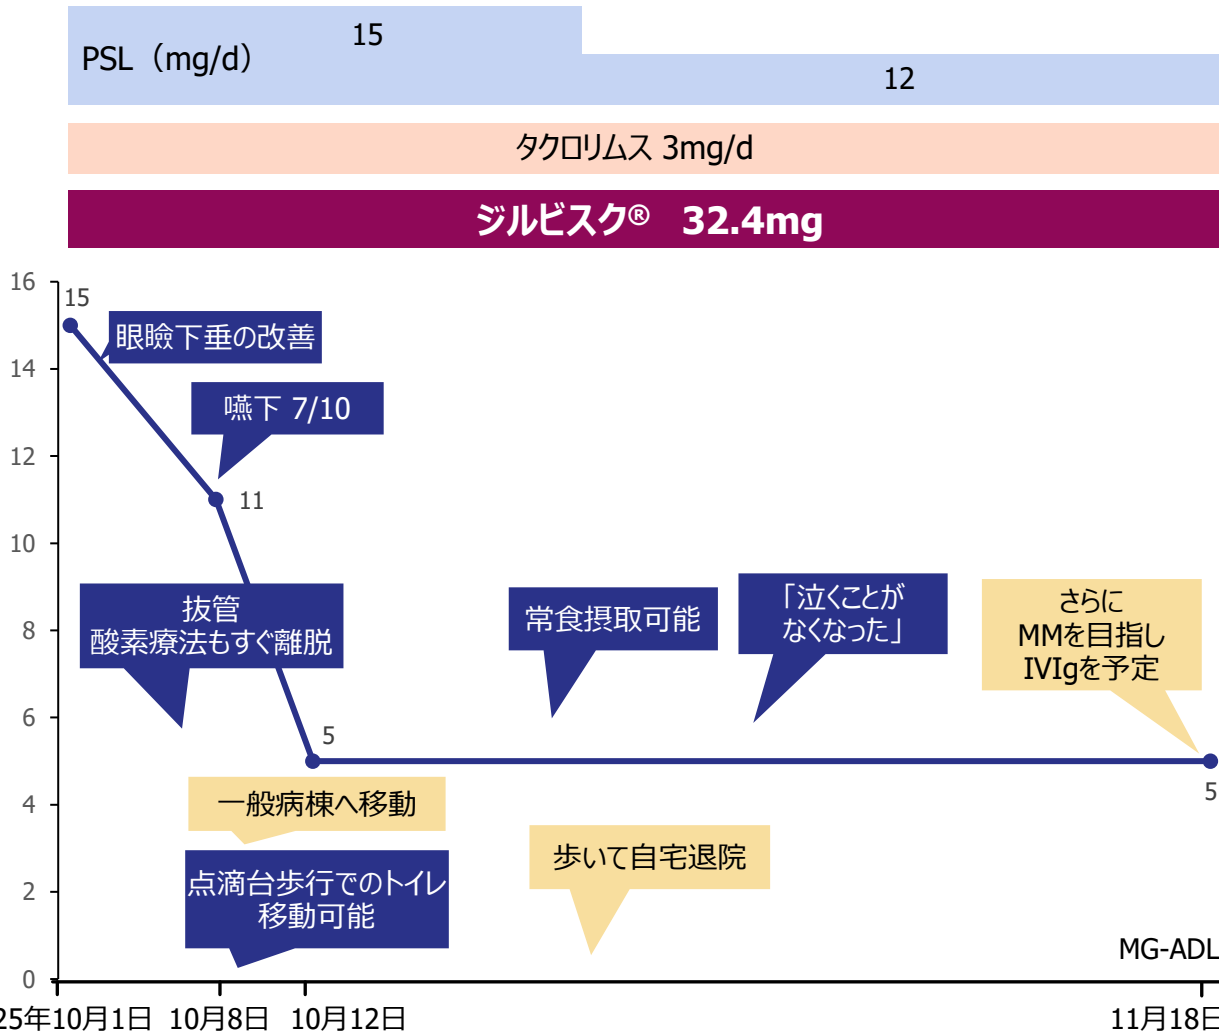 PSL（mg/d）
15
12
タクロリムス 3mg/d
ジルビスク® 32.4mg
16
15
眼瞼下垂の改善
14
嚥下 7/10
12
11
10
抜管
酸素療法もすぐ離脱
常食摂取可能
「泣くことが
なくなった」
さらに
MMを目指し
IVIgを予定
8
6
5
5
一般病棟へ移動
4
歩いて自宅退院
点滴台歩行でのトイレ
移動可能
2
MG-ADL
0
25年10月1日 10月8日 10月12日 11月18日